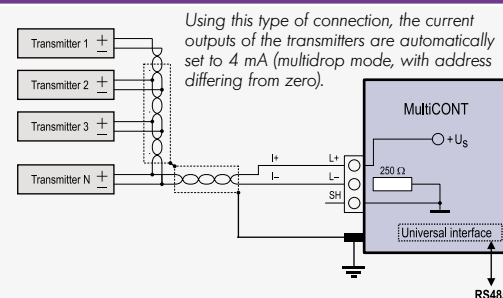 Using this type of connection, the current
outputs of the transmitters are automatically
set to 4 mA (multidrop mode, with address
differing from zero).
Transmitter 1 + –
Transmitter 2 + –
Transmitter 3 + –
Transmitter N + –
MultiCONT
+ Us
I+ L+
250 Ω
I– L–
SH
Universal interface